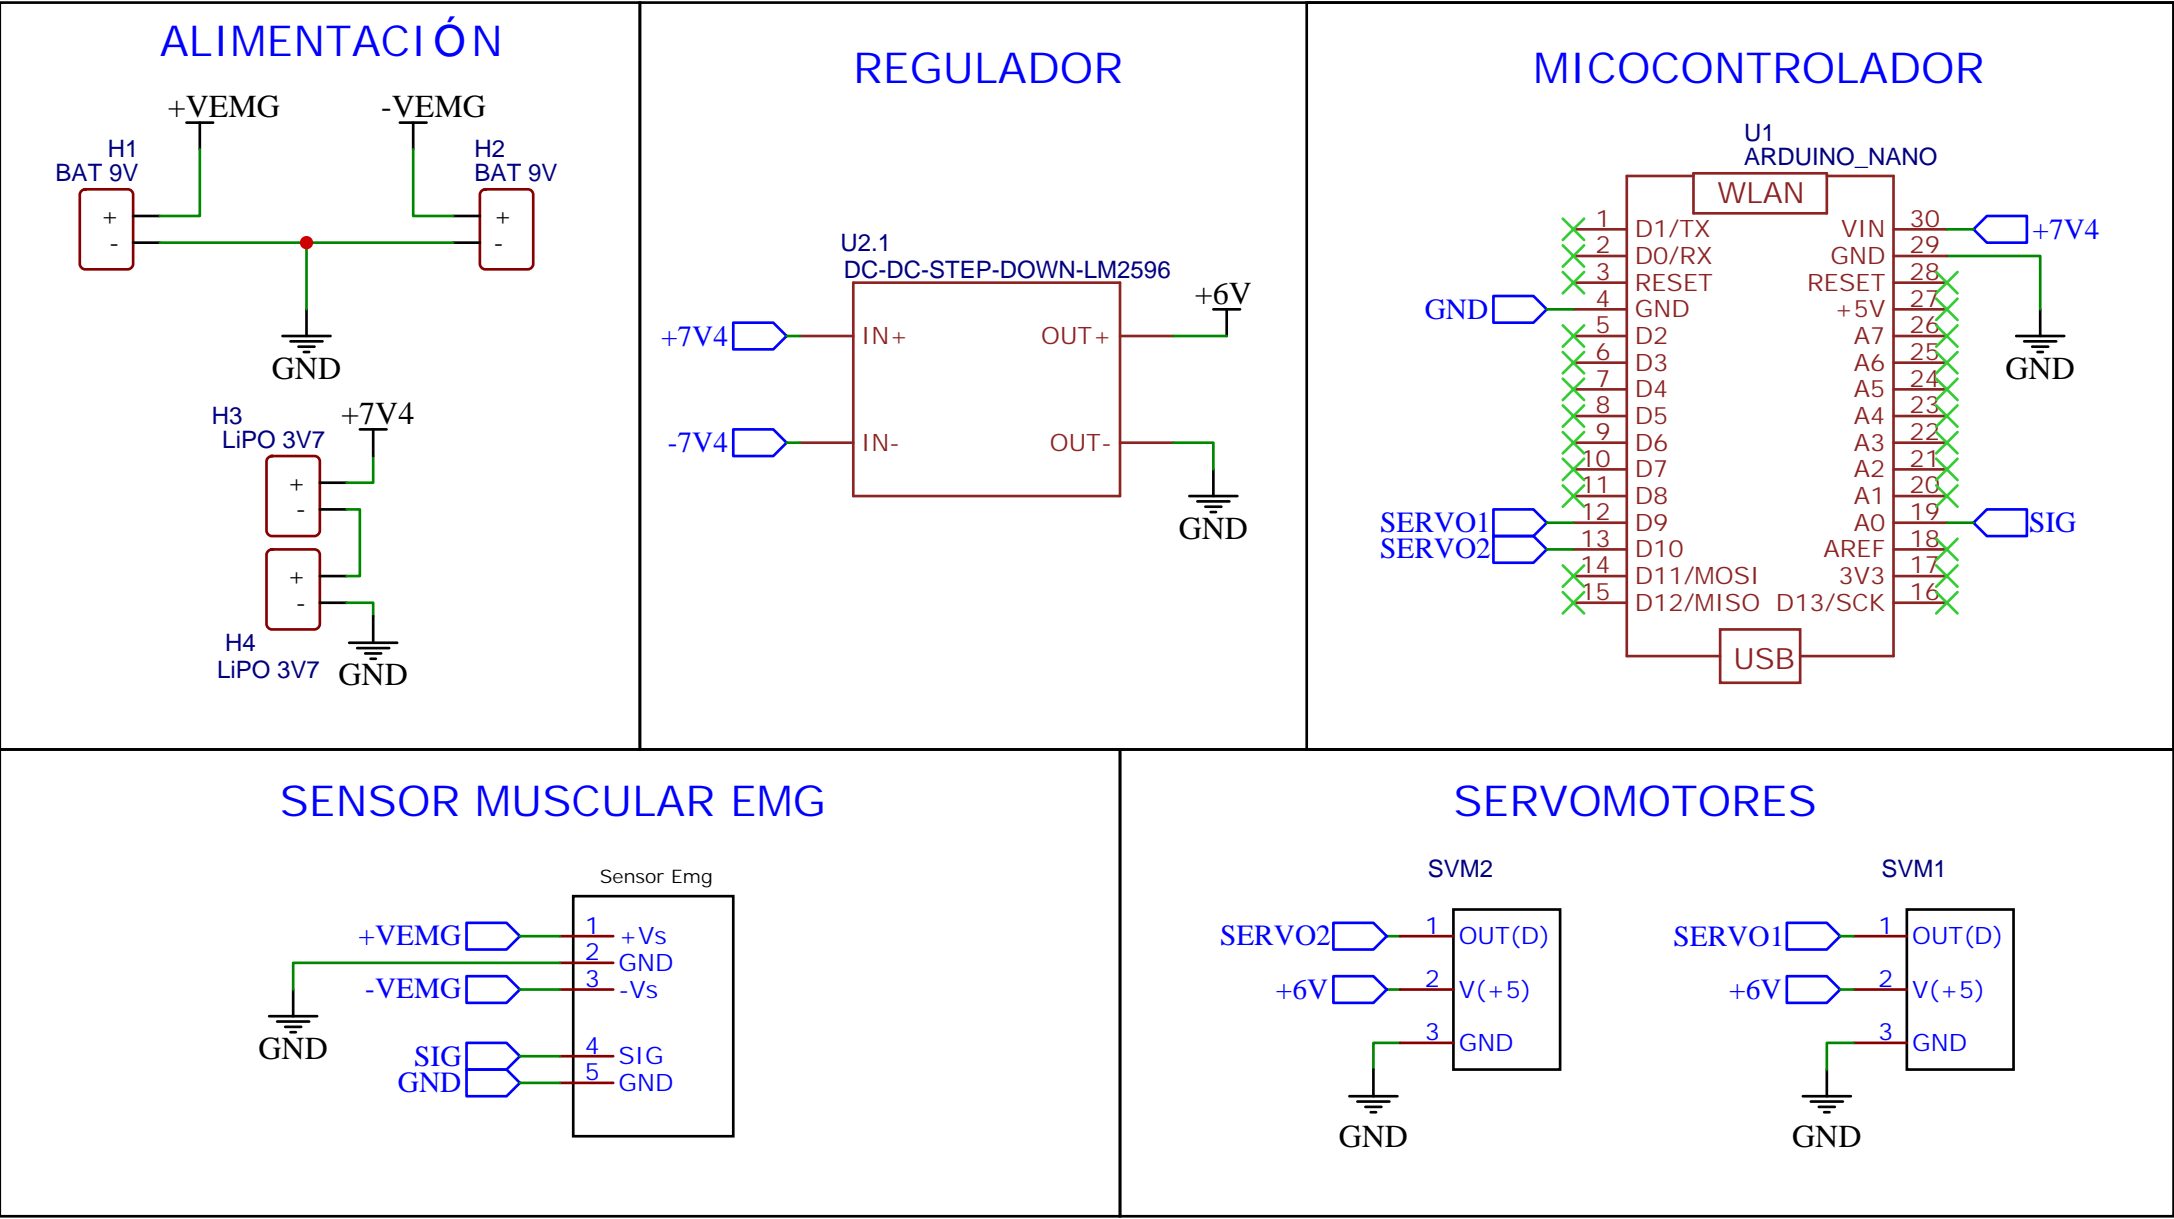 ALIMENTACIÓN
+VEMG
-VEMG
H1
BAT 9V
H2
BAT 9V
+
-
+
-
GND
H3
LiPO 3V7
+7V4
+
-
+
-
H4
LiPO 3V7
GND
REGULADOR
U2.1
DC-DC-STEP-DOWN-LM2596
+6V
+7V4
IN+
OUT+
-7V4
IN-
OUT-
GND
MICOCONTROLADOR
U1
ARDUINO_NANO
WLAN
1 D1/TX
2 D0/RX
3 RESET
GND 4 GND
5 D2
6 D3
7 D4
8 D5
9 D6
10 D7
11 D8
SERVO1 12 D9
SERVO2 13 D10
14 D11/MOSI
15 D12/MISO
VIN 30 +7V4
GND 29
RESET 28
+5V 27
A7 26
A6 25
A5 24
A4 23
A3 22
A2 21
A1 20
A0 19 SIG
AREF 18
3V3 17
D13/SCK 16
GND
USB
SENSOR MUSCULAR EMG
Sensor Emg
+VEMG 1 +Vs
2 GND
-VEMG 3 -Vs
GND
SIG 4 SIG
GND 5 GND
SERVOMOTORES
SVM2
SERVO2 1 OUT(D)
+6V 2 V(+5)
3 GND
GND
SVM1
SERVO1 1 OUT(D)
+6V 2 V(+5)
3 GND
GND